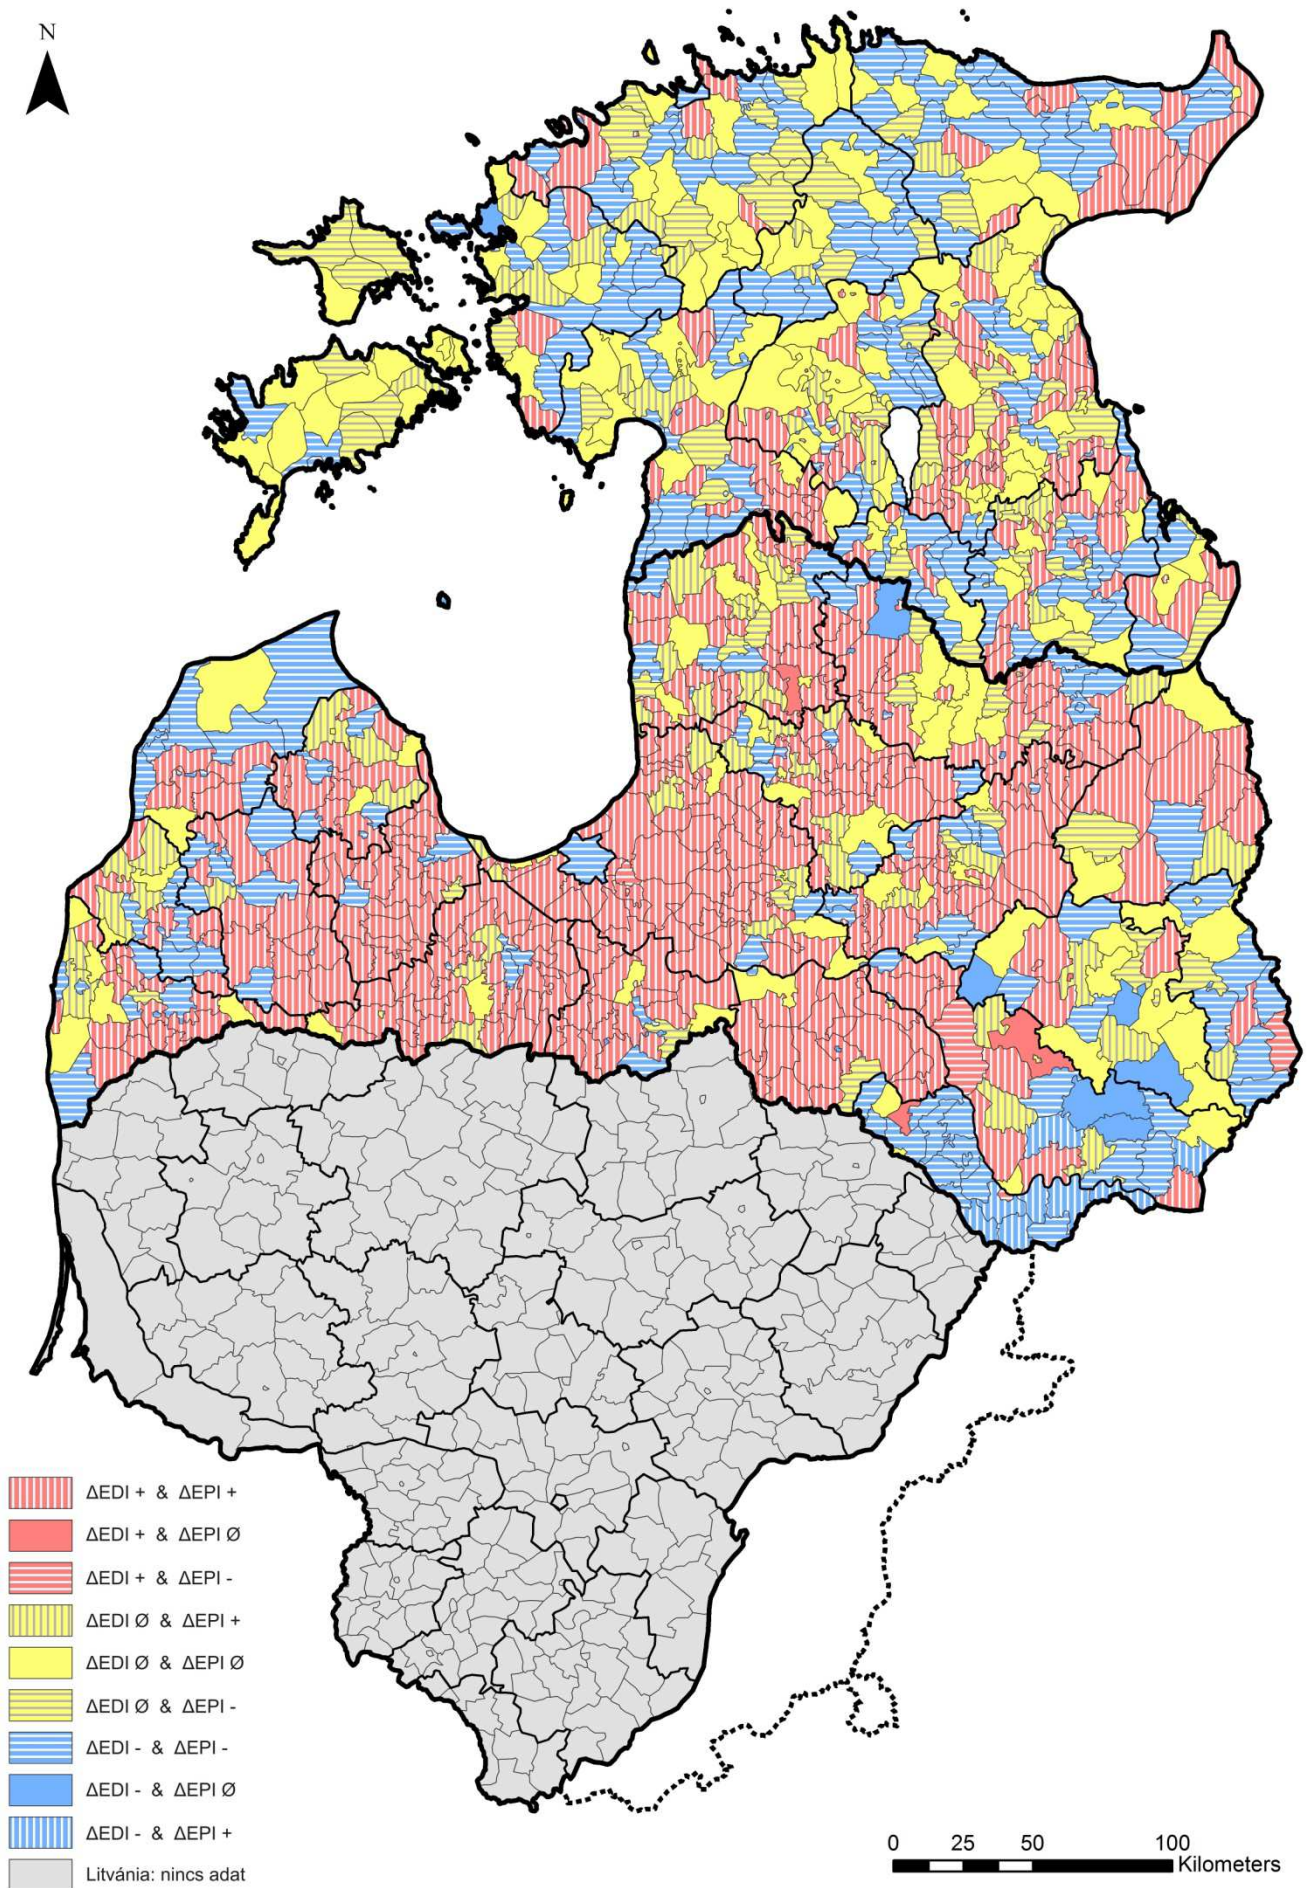 N
ΔEDI + & ΔEPI +
ΔEDI + & ΔEPI Ø
ΔEDI + & ΔEPI -
ΔEDI Ø & ΔEPI +
ΔEDI Ø & ΔEPI Ø
ΔEDI Ø & ΔEPI -
ΔEDI - & ΔEPI -
ΔEDI - & ΔEPI Ø
ΔEDI - & ΔEPI +
Litvánia: nincs adat
0 25 50 100
Kilometers